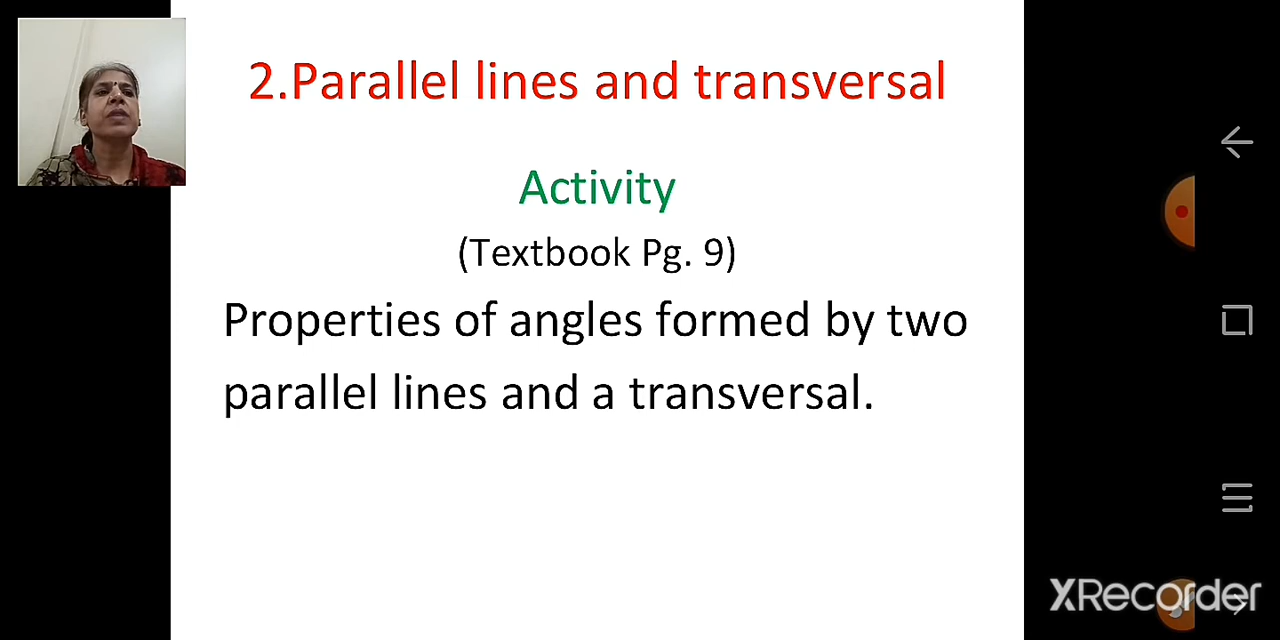 2.Parallel lines and transversal
Activity
(Textbook Pg. 9)
Properties of angles formed by two
parallel lines and a transversal.
XRecorder